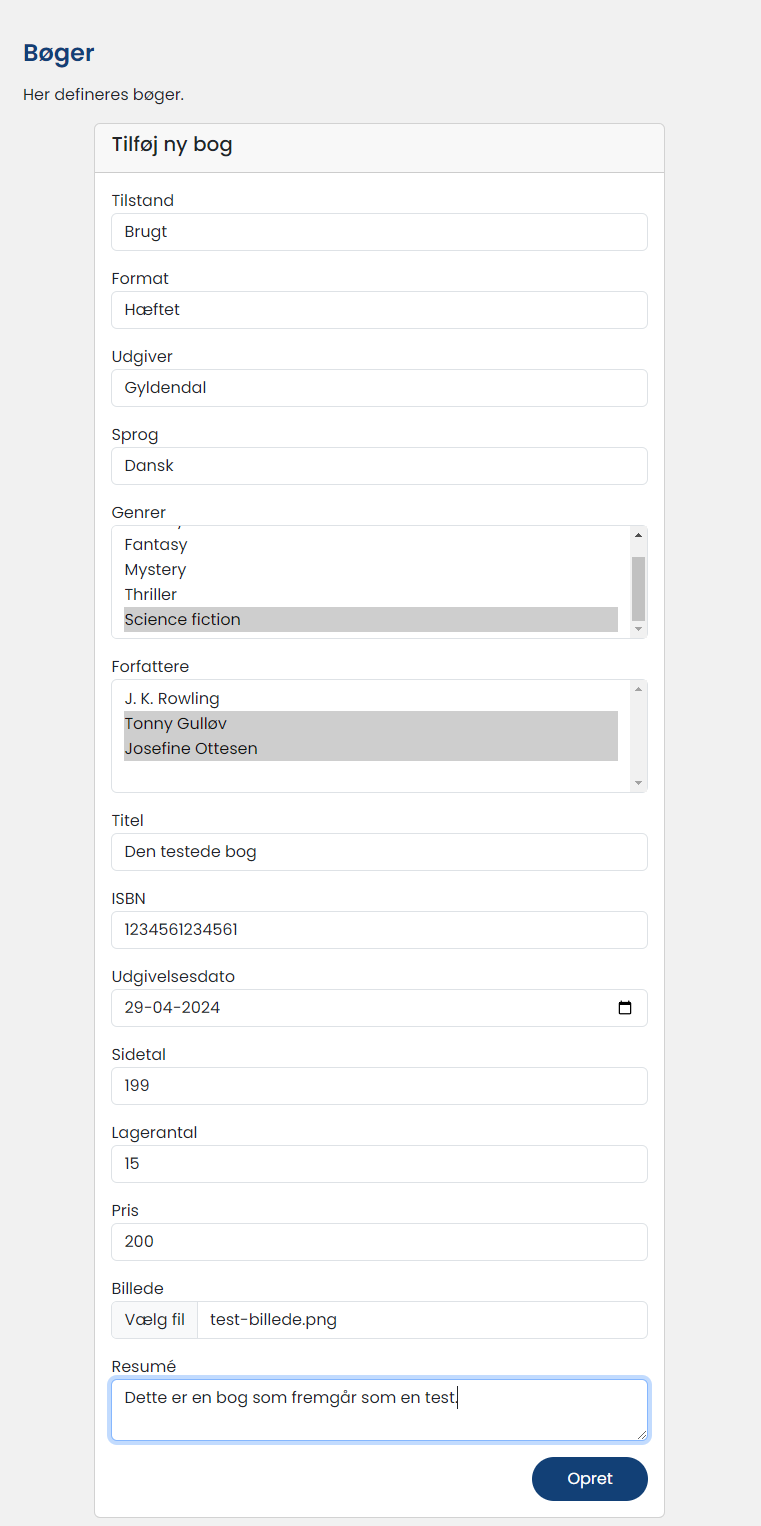 Bøger
Her defineres bøger.
Tilføj ny bog
Tilstand
Brugt
Format
Hæftet
Udgiver
Gyldendal
Sprog
Dansk
Genrer
Fantasy
Mystery
Thriller
Science fiction
Forfattere
J. K. Rowling
Tonny Gulløv
Josefine Ottesen
Titel
Den testede bog
ISBN
1234561234561
Udgivelsesdato
29-04-2024
Sidetal
199
Lagerantal
15
Pris
200
Billede
Vælg fil test-billede.png
Resumé
Dette er en bog som fremgår som en test.
Opret